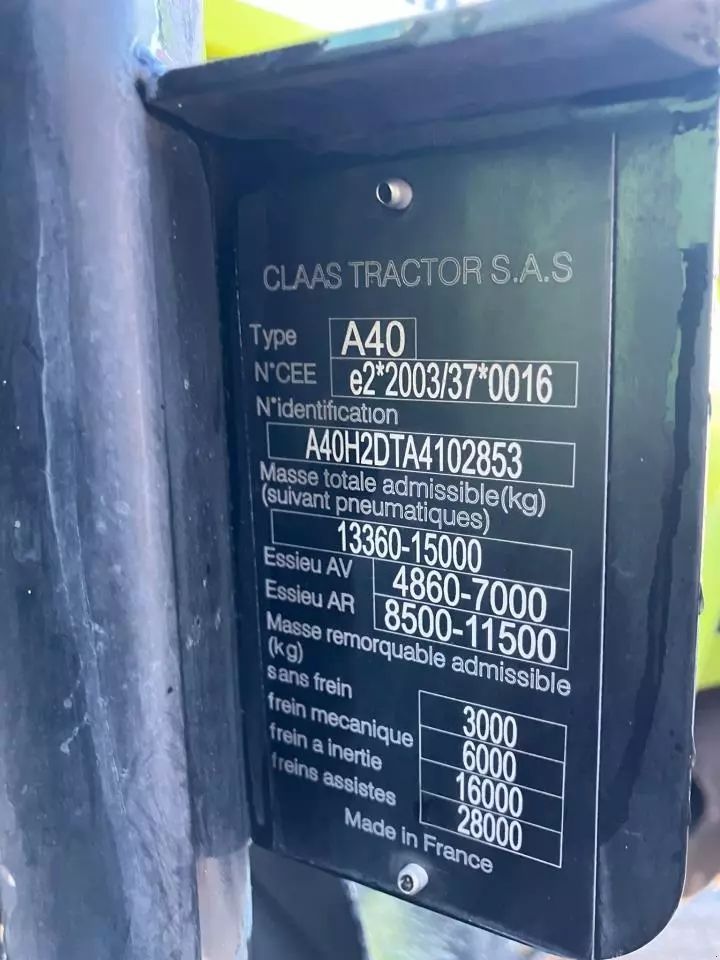 CLAAS TRACTOR S.A.S
Type A40
N°CEE e2*2003/37*0016
N°identification
A40H2DTA4102853
Masse totale admissible(kg)
(suivant pneumatiques)
13360-15000
Essieu AV 4860-7000
Essieu AR 8500-11500
Masse remorquable admissible
(kg)
sans frein 3000
frein mecanique 6000
frein a inertie 16000
freins assistes 28000
Made in France